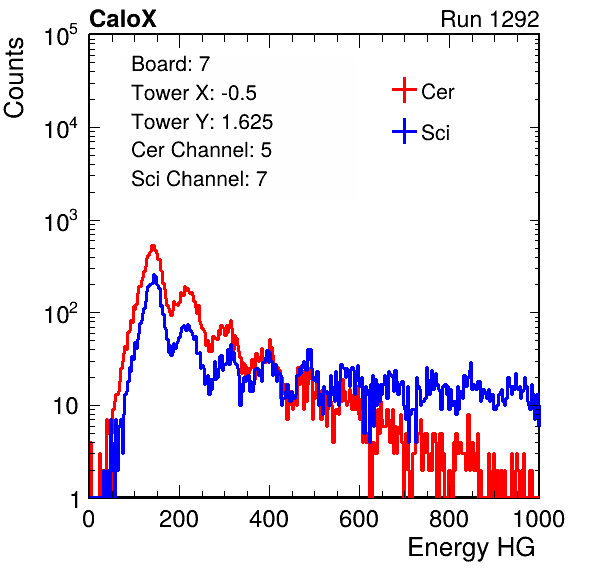 CaloX Run 1292
Counts
Board: 7
Tower X: -0.5
Tower Y: 1.625
Cer Channel: 5
Sci Channel: 7
Cer
Sci
10^5
10^4
10^3
10^2
10
1
0 200 400 600 800 1000
Energy HG